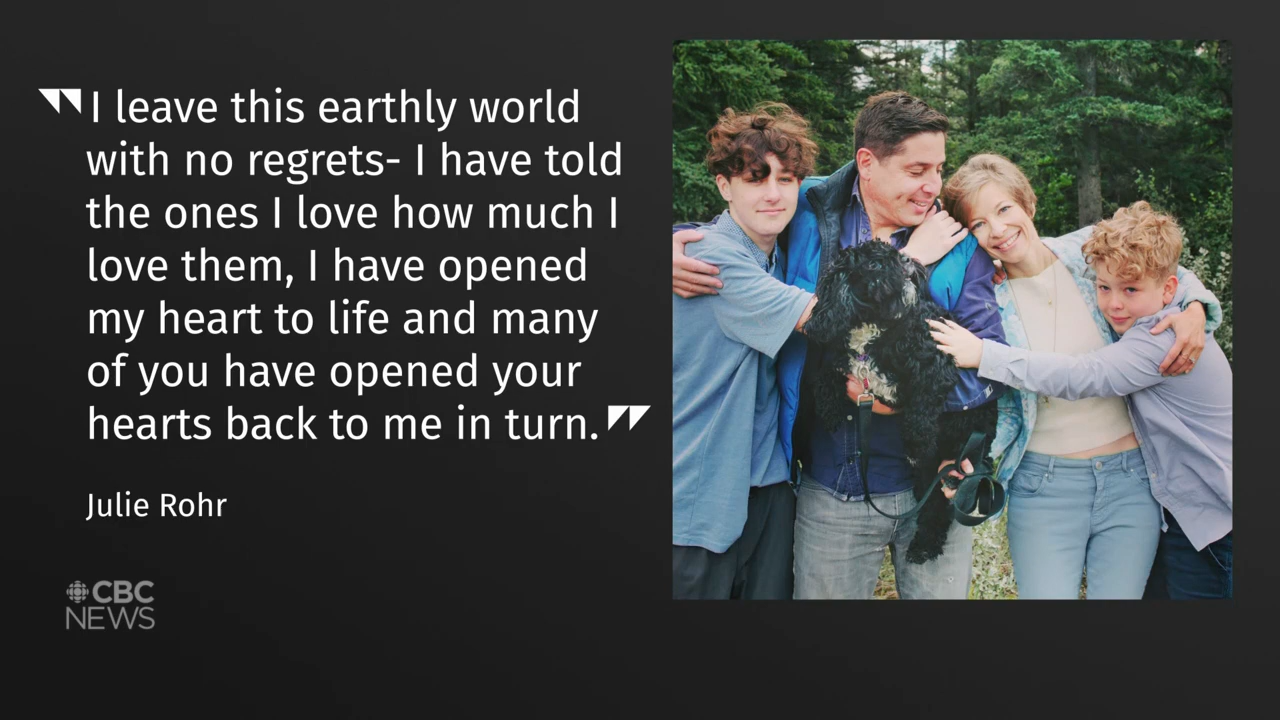 "I leave this earthly world
with no regrets- I have told
the ones I love how much I
love them, I have opened
my heart to life and many
of you have opened your
hearts back to me in turn."
Julie Rohr
CBC
NEWS